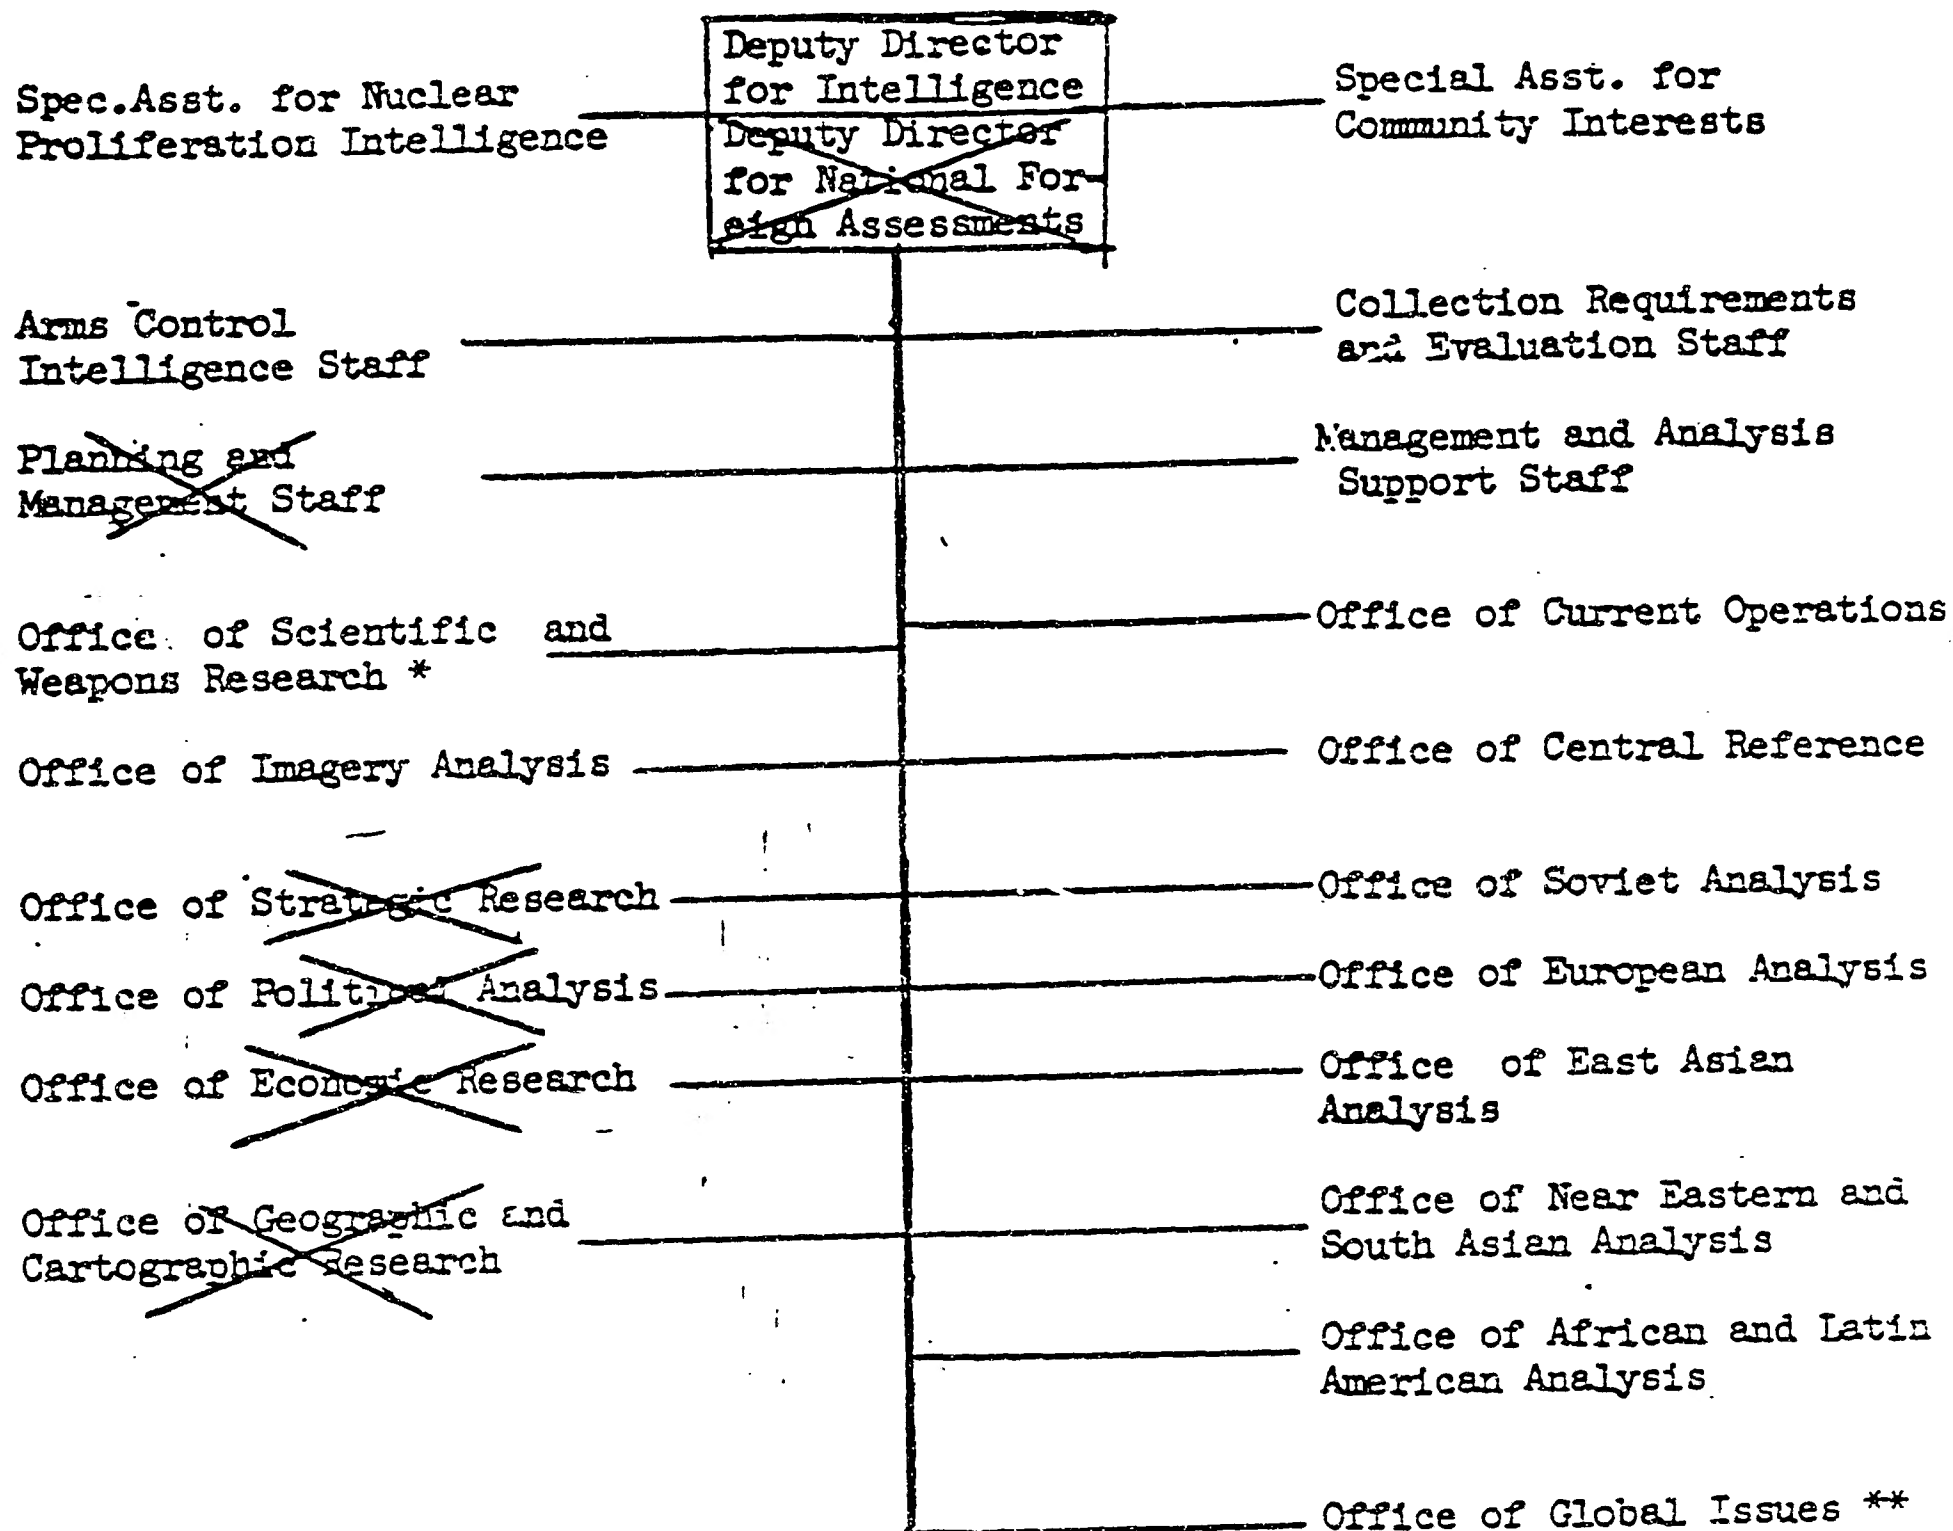 Deputy Director
for Intelligence
Deputy Director
for National For-
eign Assessments
Spec.Asst. for Nuclear
Proliferation Intelligence
Special Asst. for
Community Interests
Arms Control
Intelligence Staff
Collection Requirements
and Evaluation Staff
Planning and
Management Staff
Management and Analysis
Support Staff
Office of Scientific and
Weapons Research *
Office of Current Operations
Office of Imagery Analysis
Office of Central Reference
Office of Strategic Research
Office of Soviet Analysis
Office of Political Analysis
Office of European Analysis
Office of Economic Research
Office of East Asian
Analysis
Office of Geographic and
Cartographic Research
Office of Near Eastern and
South Asian Analysis
Office of African and Latin
American Analysis
Office of Global Issues **